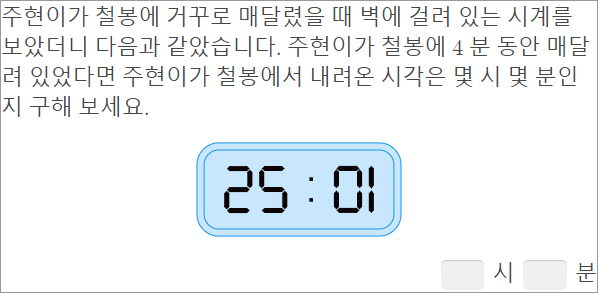 주현이가 철봉에 거꾸로 매달렸을 때 벽에 걸려 있는 시계를
보았더니 다음과 같았습니다. 주현이가 철봉에 4 분 동안 매달
려 있었다면 주현이가 철봉에서 내려온 시각은 몇 시 몇 분인
지 구해 보세요.
25 : 01
시 분